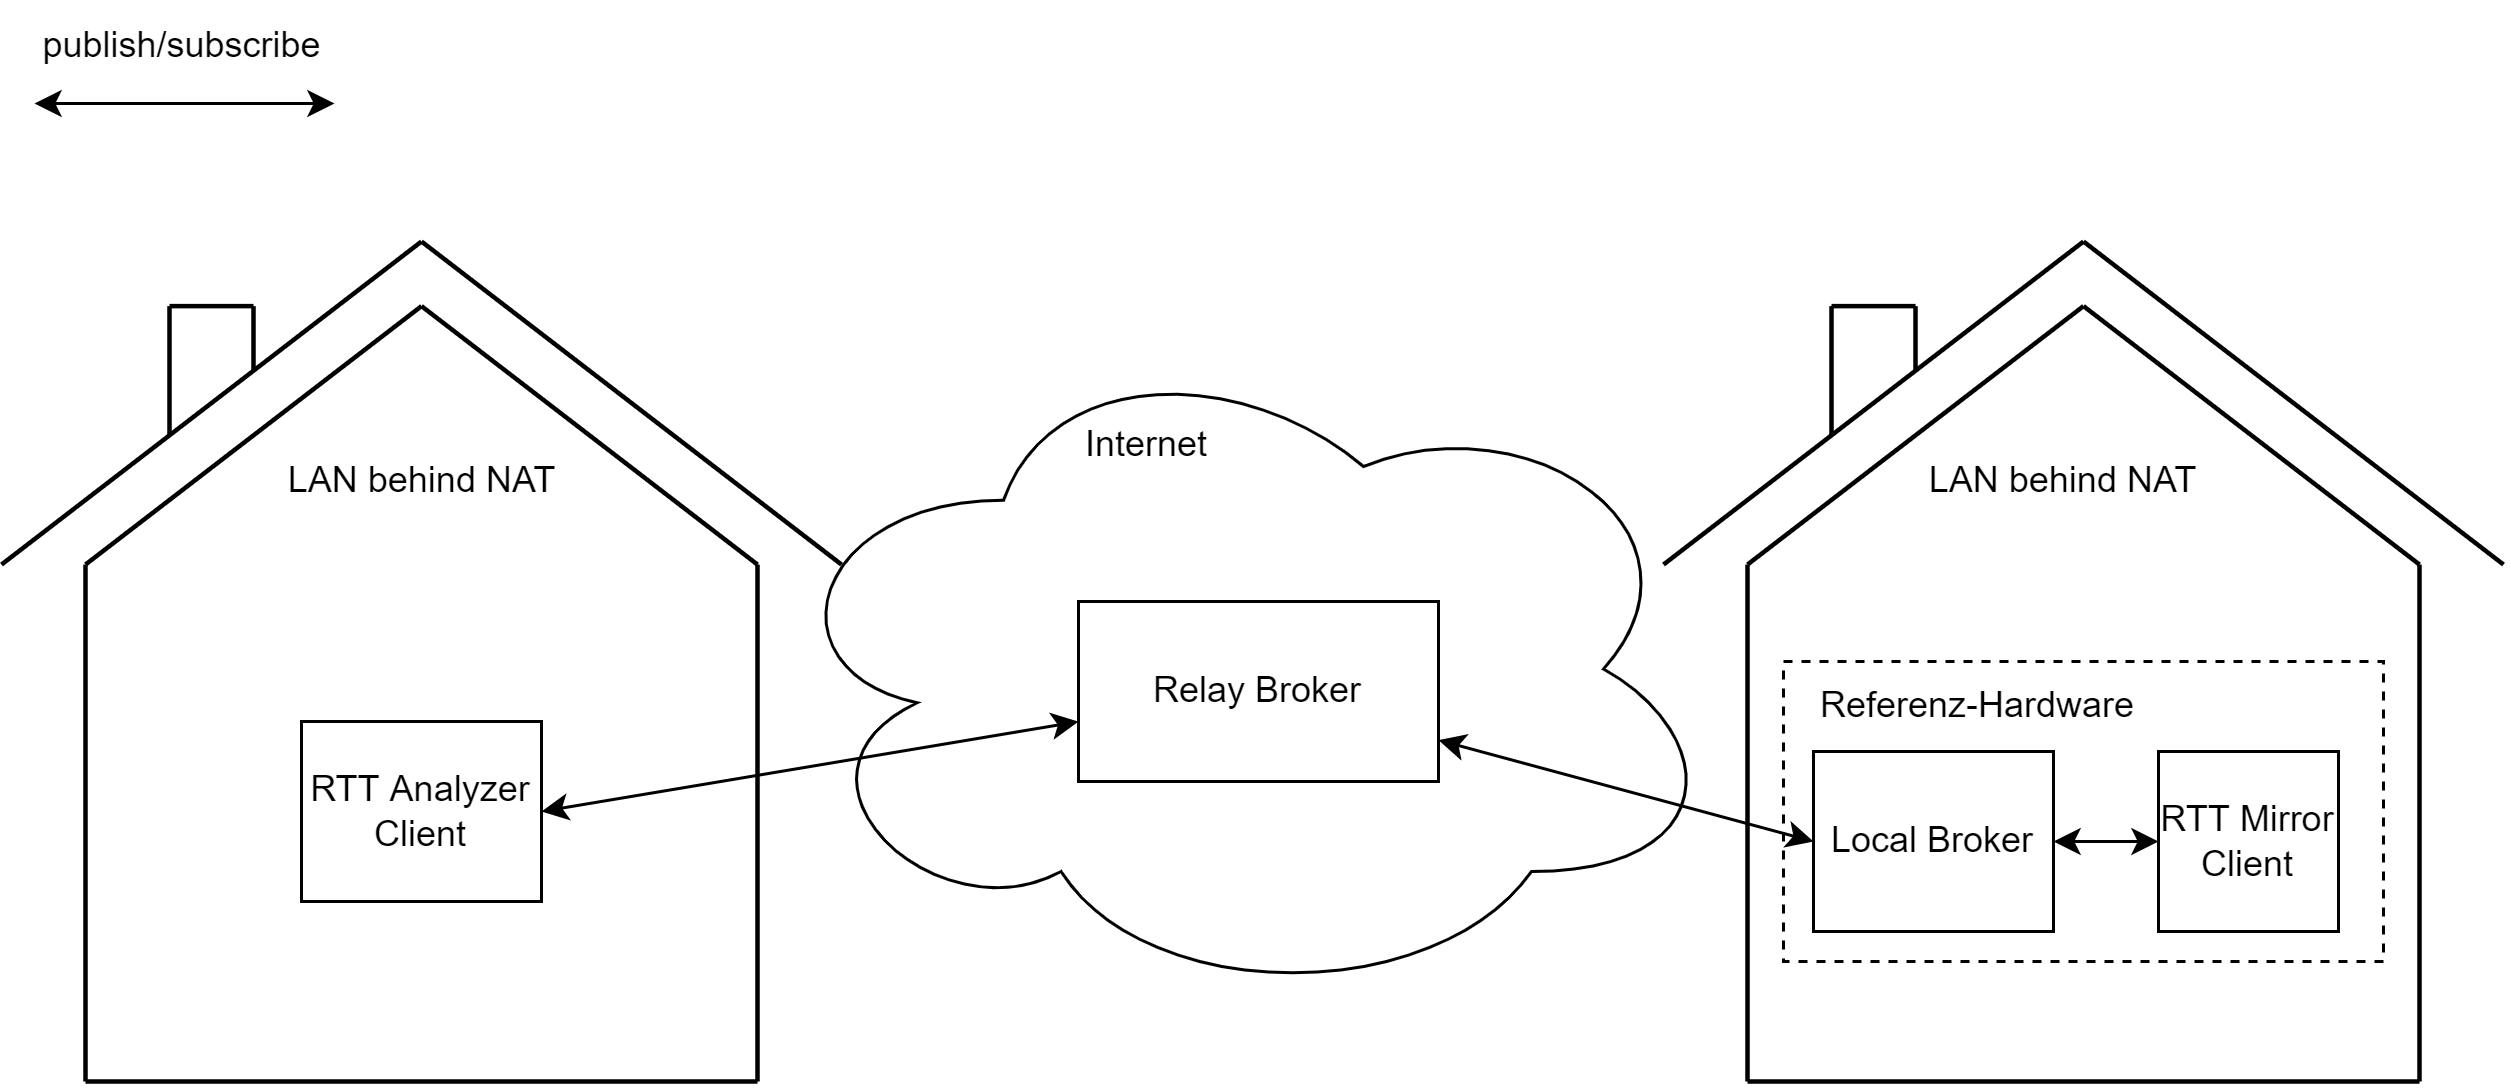 publish/subscribe
Internet
LAN behind NAT
LAN behind NAT
Relay Broker
Referenz-Hardware
RTT Analyzer
Client
Local Broker
RTT Mirror
Client